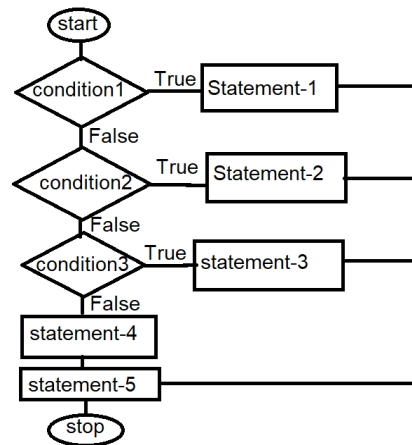 start
condition1
True
Statement-1
False
condition2
True
Statement-2
False
condition3
True
statement-3
False
statement-4
statement-5
stop